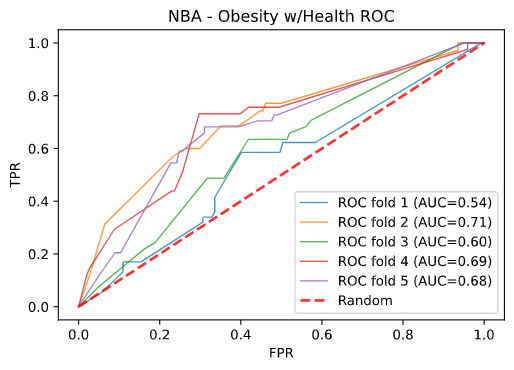 NBA - Obesity w/Health ROC
TPR
1.0
0.8
0.6
0.4
0.2
0.0
ROC fold 1 (AUC=0.54)
ROC fold 2 (AUC=0.71)
ROC fold 3 (AUC=0.60)
ROC fold 4 (AUC=0.69)
ROC fold 5 (AUC=0.68)
Random
0.0 0.2 0.4 0.6 0.8 1.0
FPR